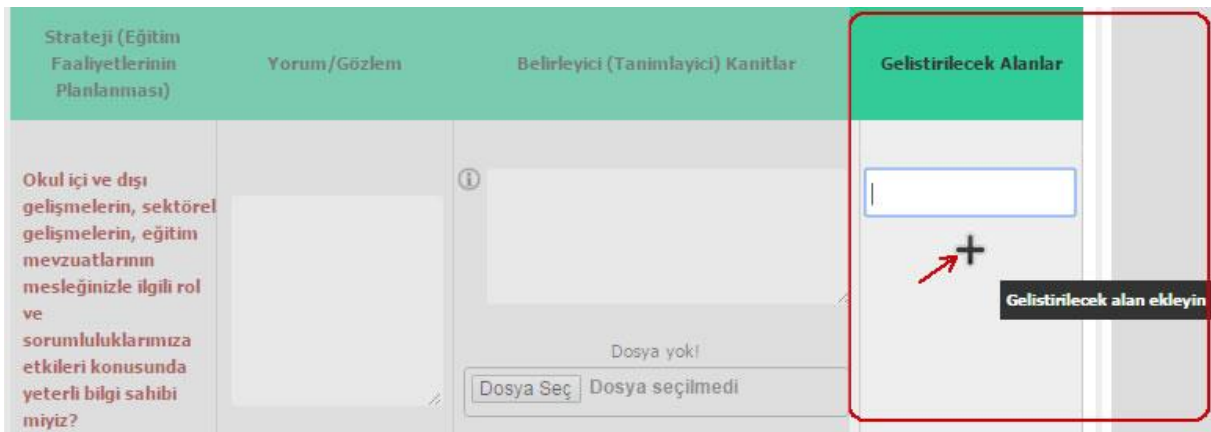 Strateji (Eğitim
Faaliyetlerinin
Planlanması)
Yorum/Gözlem
Belirleyici (Tanimlayici) Kanitlar
Gelistirilecek Alanlar
Okul içi ve dışı
gelişmelerin, sektörel
gelişmelerin, eğitim
mevzuatlarının
mesleğinizle ilgili rol
ve
sorumluluklarımıza
etkileri konusunda
yeterli bilgi sahibi
miyiz?
Dosya yok!
Dosya Seç Dosya seçilmedi
Gelistirilecek alan ekleyin